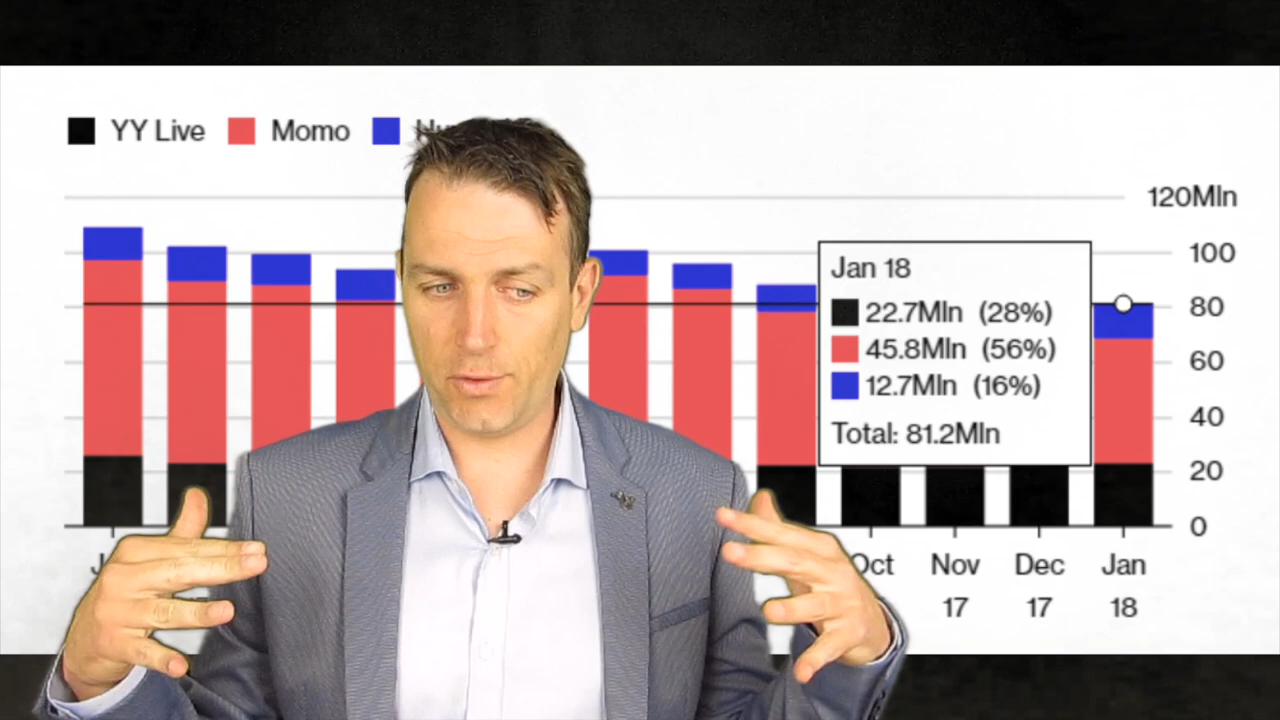 YY Live Momo
120Mln
100
80
60
40
20
0
Jan 18
22.7Mln (28%)
45.8Mln (56%)
12.7Mln (16%)
Total: 81.2Mln
Oct Nov Dec Jan
17 17 18